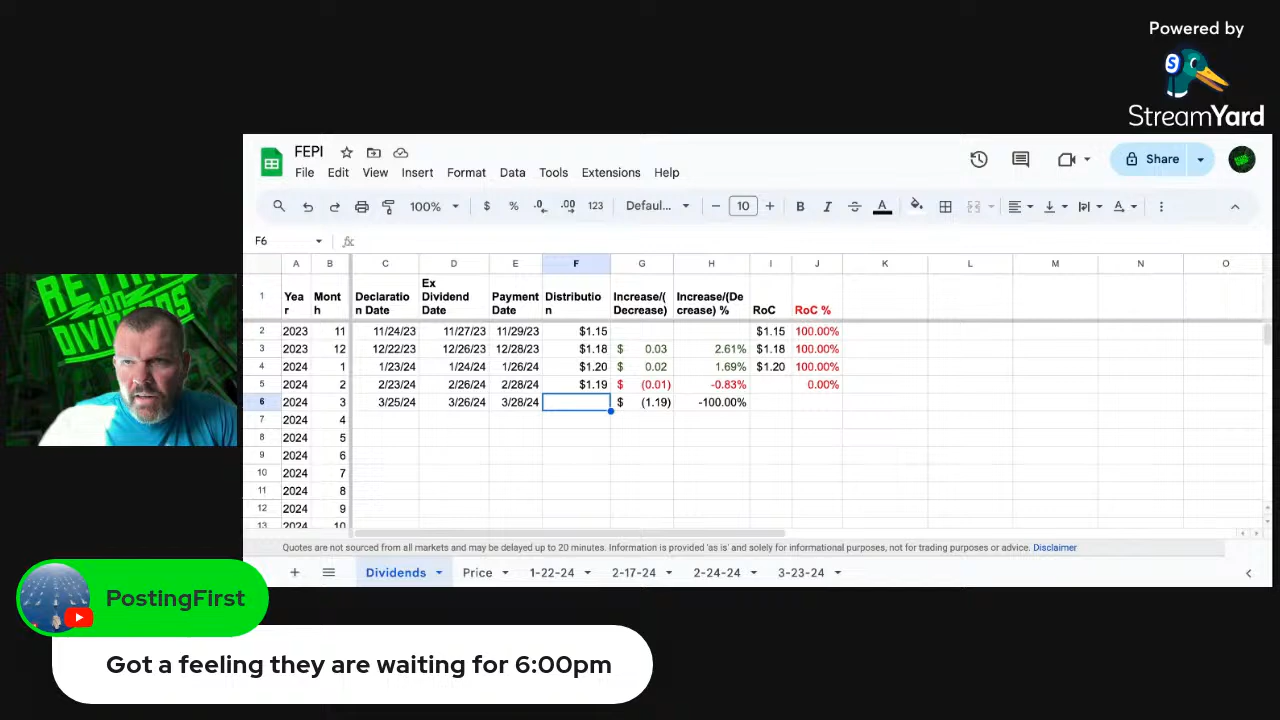 Powered by
StreamYard
FEPI
File Edit View Insert Format Data Tools Extensions Help
Share
100% $ % .0 .00 123 Defaul... − 10 + B I A
F6 fx
A B C D E F G H I J K L M N O
1 Yea r Mont h Declaratio n Date Ex Dividend Date Payment Date Distributio n Increase/( Decrease) Increase/(De crease) % RoC RoC %
2 2023 11 11/24/23 11/27/23 11/29/23 $1.15 $1.15 100.00%
3 2023 12 12/22/23 12/26/23 12/28/23 $1.18 $ 0.03 2.61% $1.18 100.00%
4 2024 1 1/23/24 1/24/24 1/26/24 $1.20 $ 0.02 1.69% $1.20 100.00%
5 2024 2 2/23/24 2/26/24 2/28/24 $1.19 $ (0.01) -0.83% 0.00%
6 2024 3 3/25/24 3/26/24 3/28/24 $ (1.19) -100.00%
7 2024 4
8 2024 5
9 2024 6
10 2024 7
11 2024 8
12 2024 9
13 2024 10
Quotes are not sourced from all markets and may be delayed up to 20 minutes. Information is provided 'as is' and solely for informational purposes, not for trading purposes or advice. Disclaimer
+ Dividends Price 1-22-24 2-17-24 2-24-24 3-23-24
DIVIDENDS
PostingFirst
Got a feeling they are waiting for 6:00pm